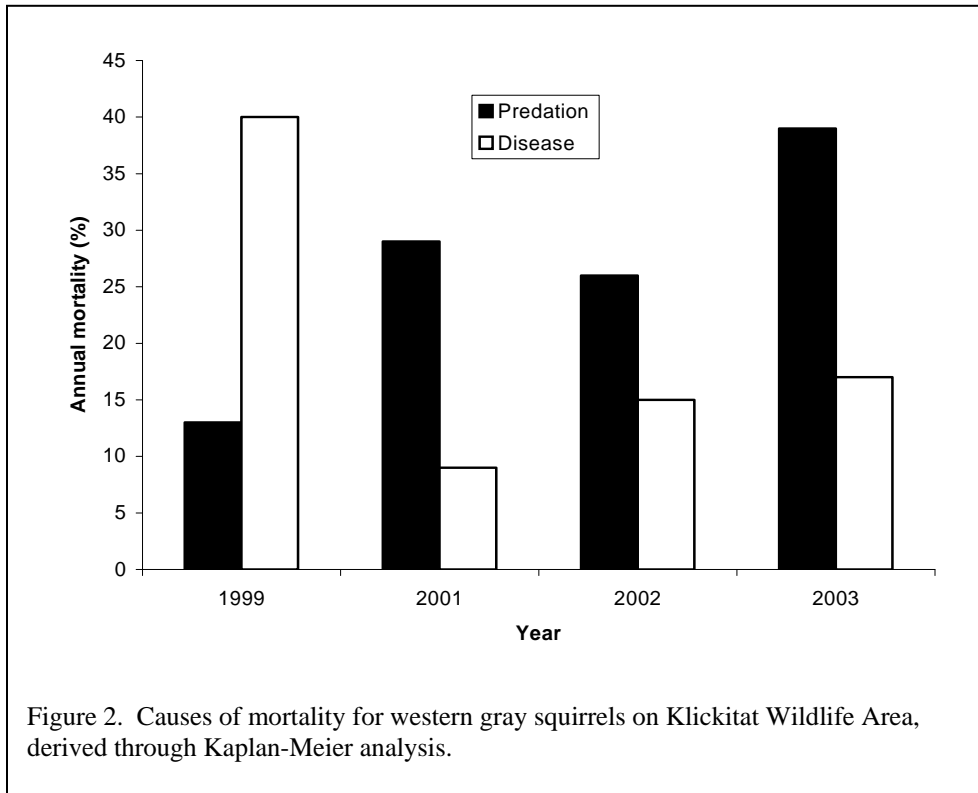 45
40
35
30
25
20
15
10
5
0
Annual mortality (%)
Predation
Disease
1999 2001 2002 2003
Year
Figure 2. Causes of mortality for western gray squirrels on Klickitat Wildlife Area,
derived through Kaplan-Meier analysis.